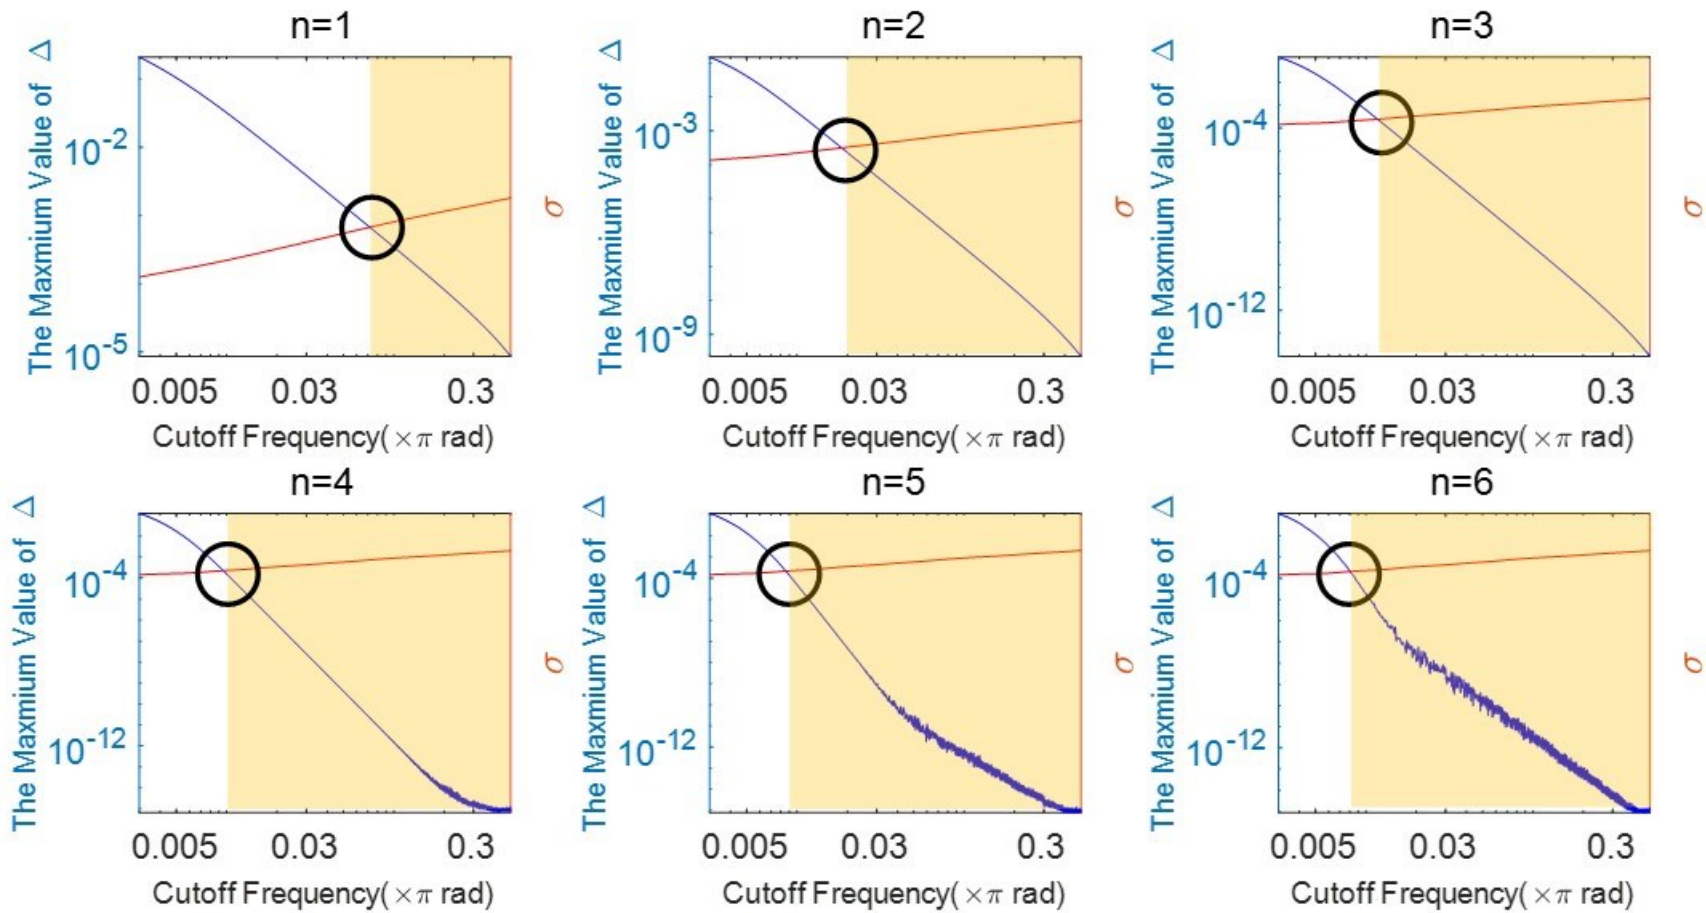 n=1
n=2
n=3
The Maxmium Value of Δ
10^-2
10^-5
0.005 0.03 0.3
Cutoff Frequency(×π rad)
σ
The Maxmium Value of Δ
10^-3
10^-9
0.005 0.03 0.3
Cutoff Frequency(×π rad)
σ
The Maxmium Value of Δ
10^-4
10^-12
0.005 0.03 0.3
Cutoff Frequency(×π rad)
σ
n=4
n=5
n=6
The Maxmium Value of Δ
10^-4
10^-12
0.005 0.03 0.3
Cutoff Frequency(×π rad)
σ
The Maxmium Value of Δ
10^-4
10^-12
0.005 0.03 0.3
Cutoff Frequency(×π rad)
σ
The Maxmium Value of Δ
10^-4
10^-12
0.005 0.03 0.3
Cutoff Frequency(×π rad)
σ